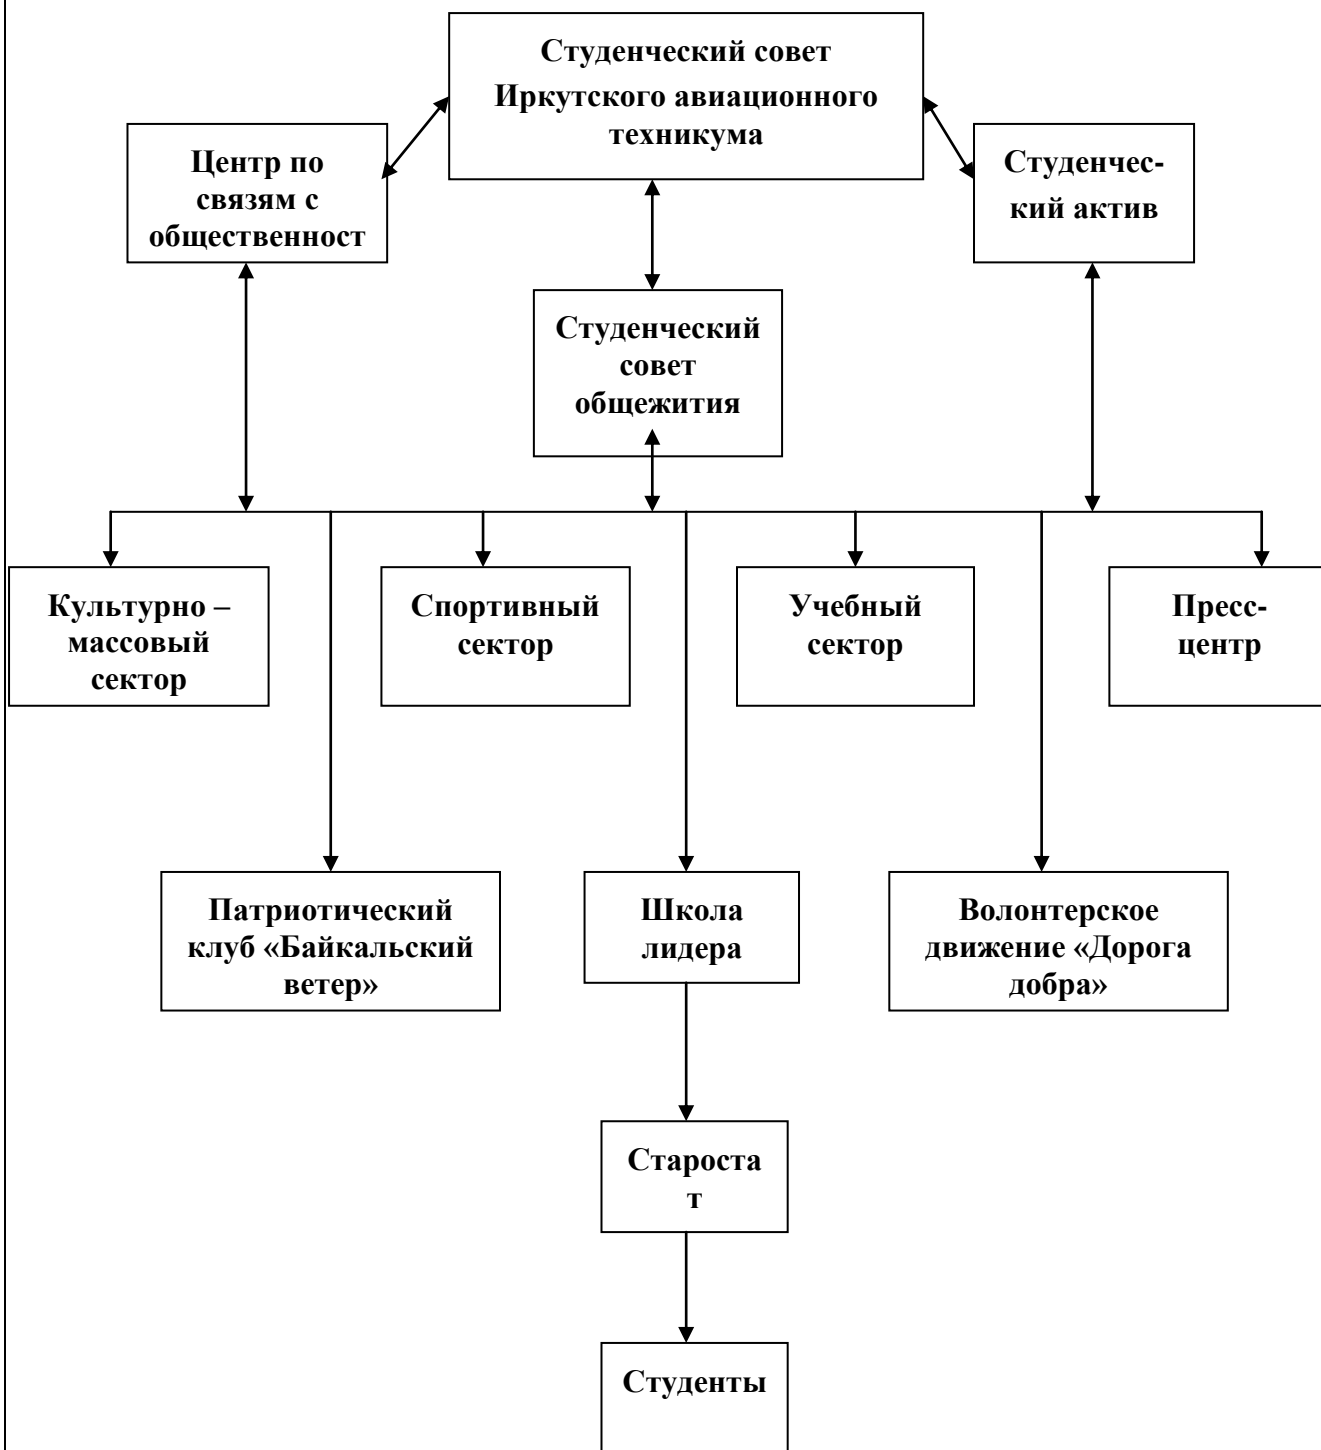 Студенческий совет
Иркутского авиационного
техникума
Центр по
связям с
общественност
Студенчес-
кий актив
Студенческий
совет
общежития
Культурно –
массовый
сектор
Спортивный
сектор
Учебный
сектор
Пресс-
центр
Патриотический
клуб «Байкальский
ветер»
Школа
лидера
Волонтерское
движение «Дорога
добра»
Староста
т
Студенты